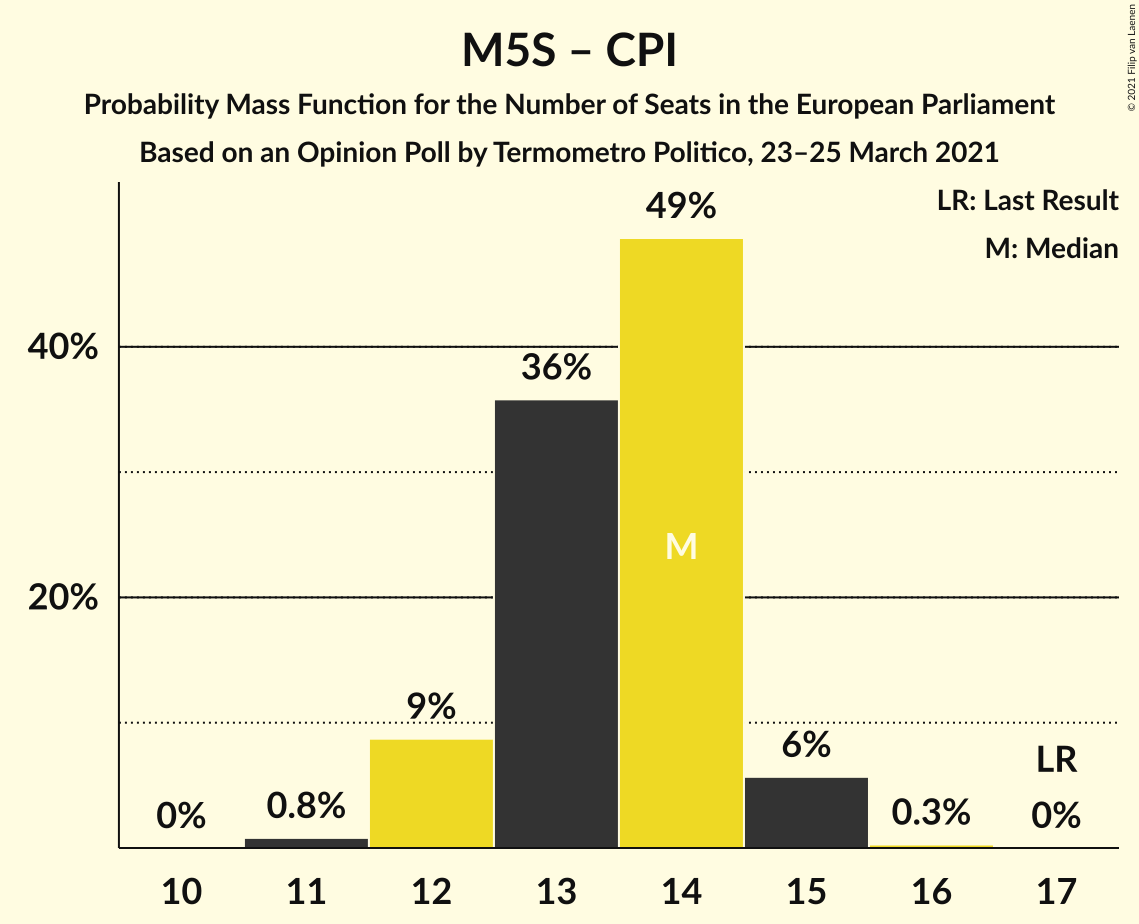 M5S – CPI
Probability Mass Function for the Number of Seats in the European Parliament
Based on an Opinion Poll by Termometro Politico, 23–25 March 2021
© 2021 Filip van Laenen
LR: Last Result
M: Median
40%
20%
0%
0.8%
9%
36%
49%
M
6%
0.3%
LR
0%
10 11 12 13 14 15 16 17